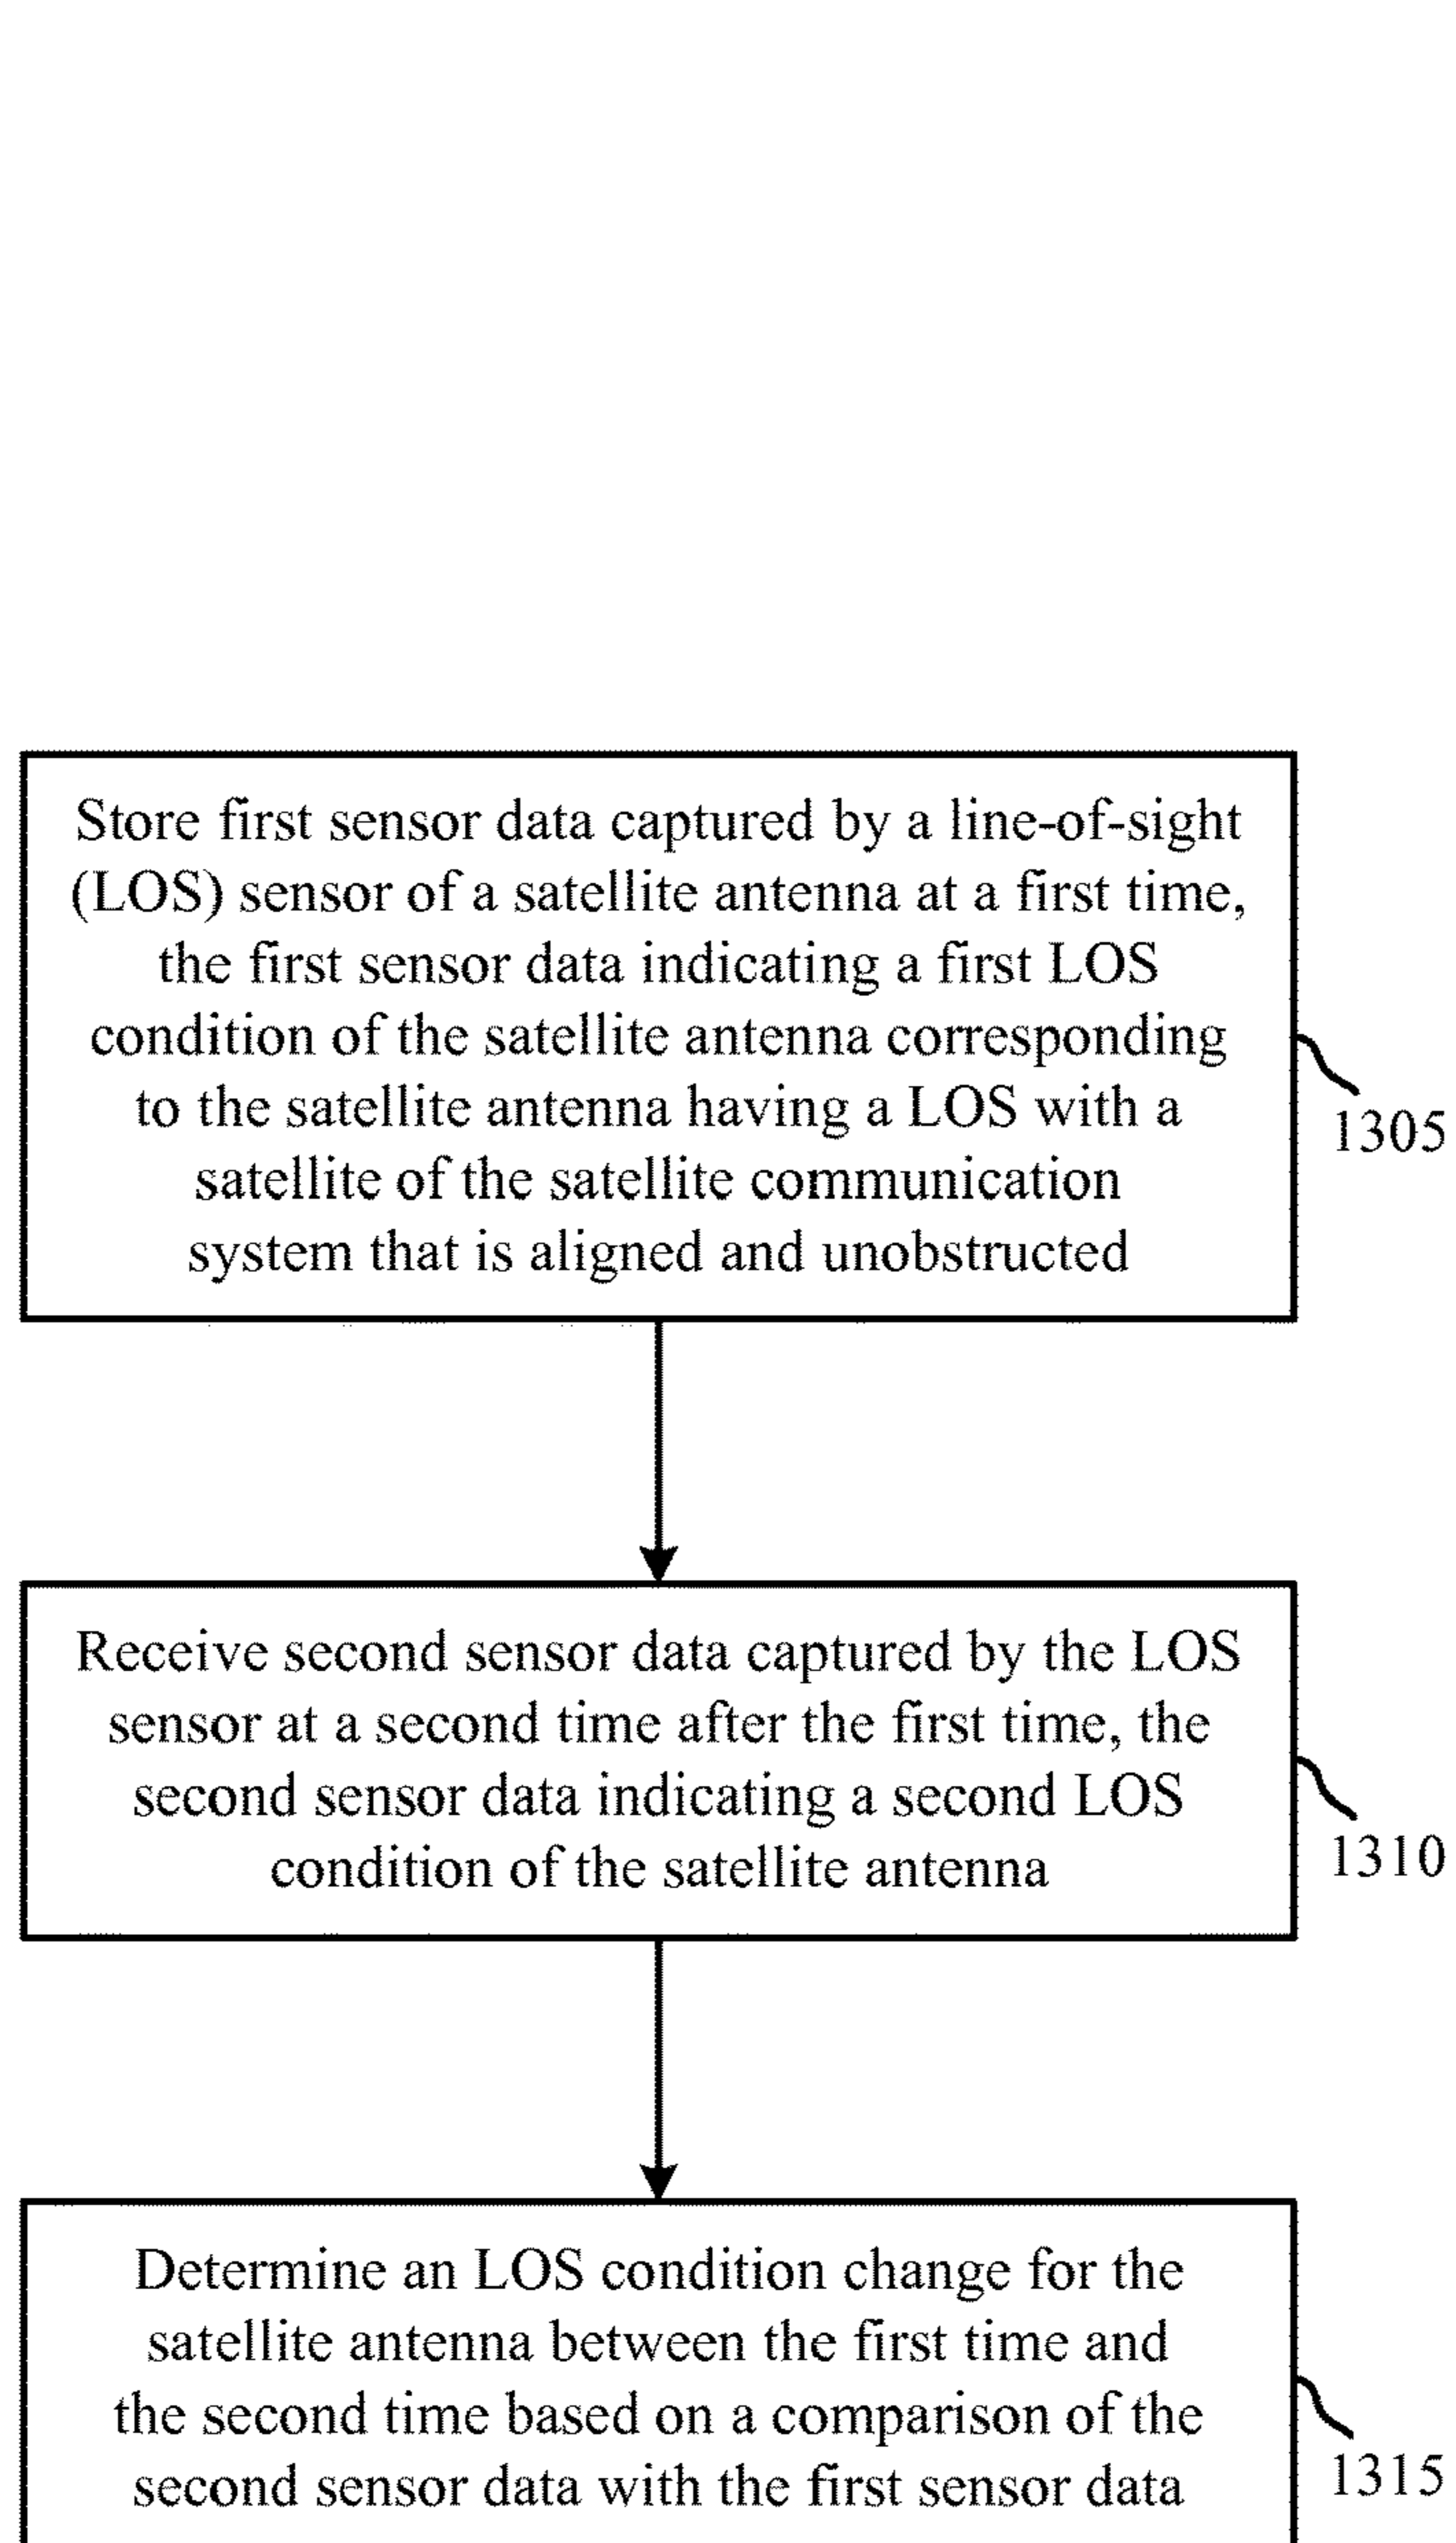 Store first sensor data captured by a line-of-sight
(LOS) sensor of a satellite antenna at a first time,
the first sensor data indicating a first LOS
condition of the satellite antenna corresponding
to the satellite antenna having a LOS with a
satellite of the satellite communication
system that is aligned and unobstructed
1305
Receive second sensor data captured by the LOS
sensor at a second time after the first time, the
second sensor data indicating a second LOS
condition of the satellite antenna
1310
Determine an LOS condition change for the
satellite antenna between the first time and
the second time based on a comparison of the
second sensor data with the first sensor data
1315